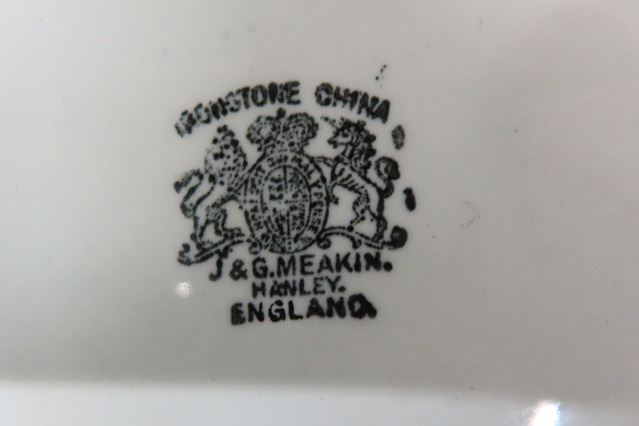 IRONSTONE CHINA
J & G. MEAKIN.
HANLEY.
ENGLAND.